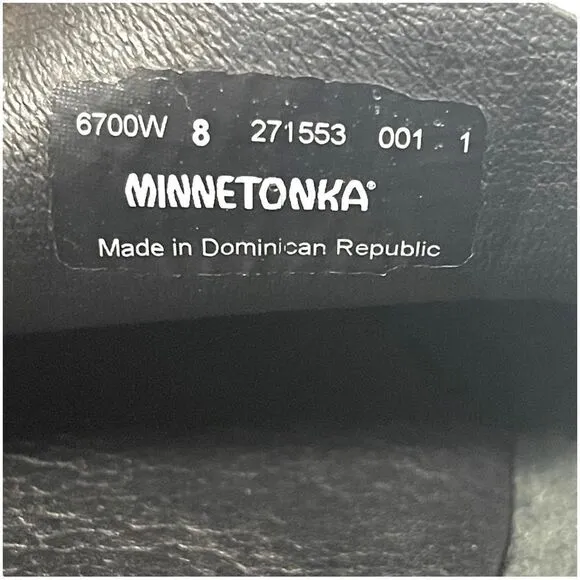 6700W 8 271553 001 1
MINNETONKA®
Made in Dominican Republic